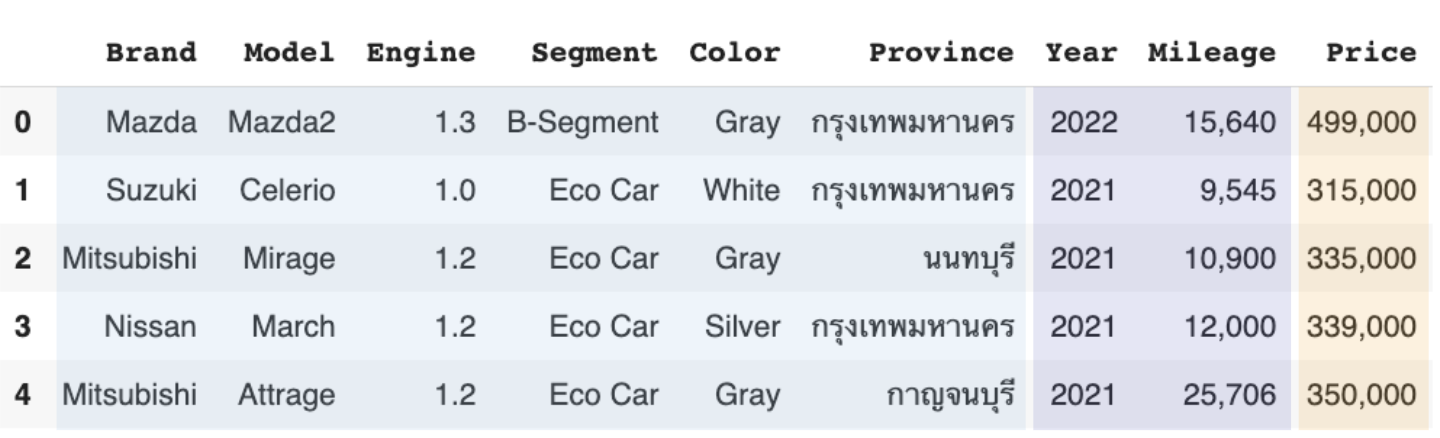 Brand Model Engine Segment Color Province Year Mileage Price
0 Mazda Mazda2 1.3 B-Segment Gray กรุงเทพมหานคร 2022 15,640 499,000
1 Suzuki Celerio 1.0 Eco Car White กรุงเทพมหานคร 2021 9,545 315,000
2 Mitsubishi Mirage 1.2 Eco Car Gray นนทบุรี 2021 10,900 335,000
3 Nissan March 1.2 Eco Car Silver กรุงเทพมหานคร 2021 12,000 339,000
4 Mitsubishi Attrage 1.2 Eco Car Gray กาญจนบุรี 2021 25,706 350,000